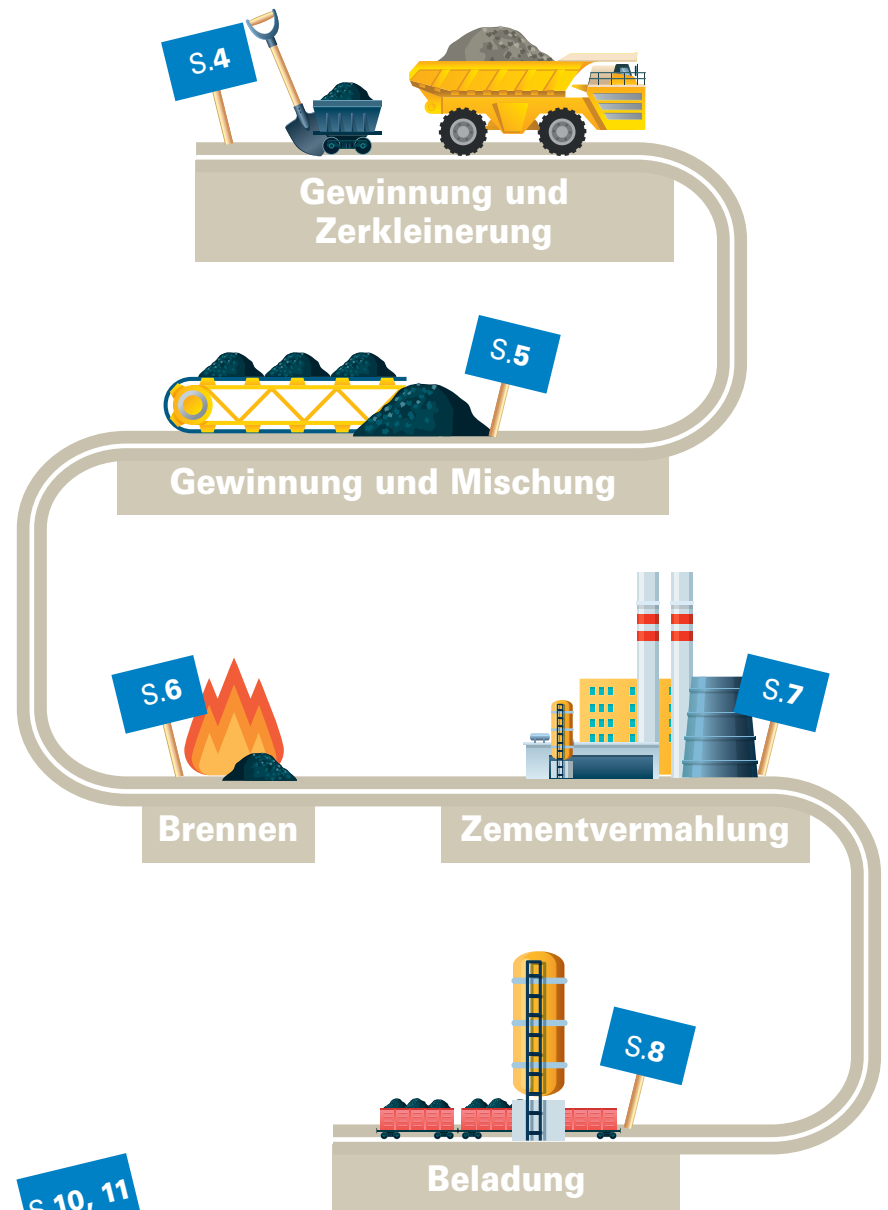 S.4
Gewinnung und
Zerkleinerung
S.5
Gewinnung und Mischung
S.6
S.7
Brennen
Zementvermahlung
S.8
Beladung
S.10, 11